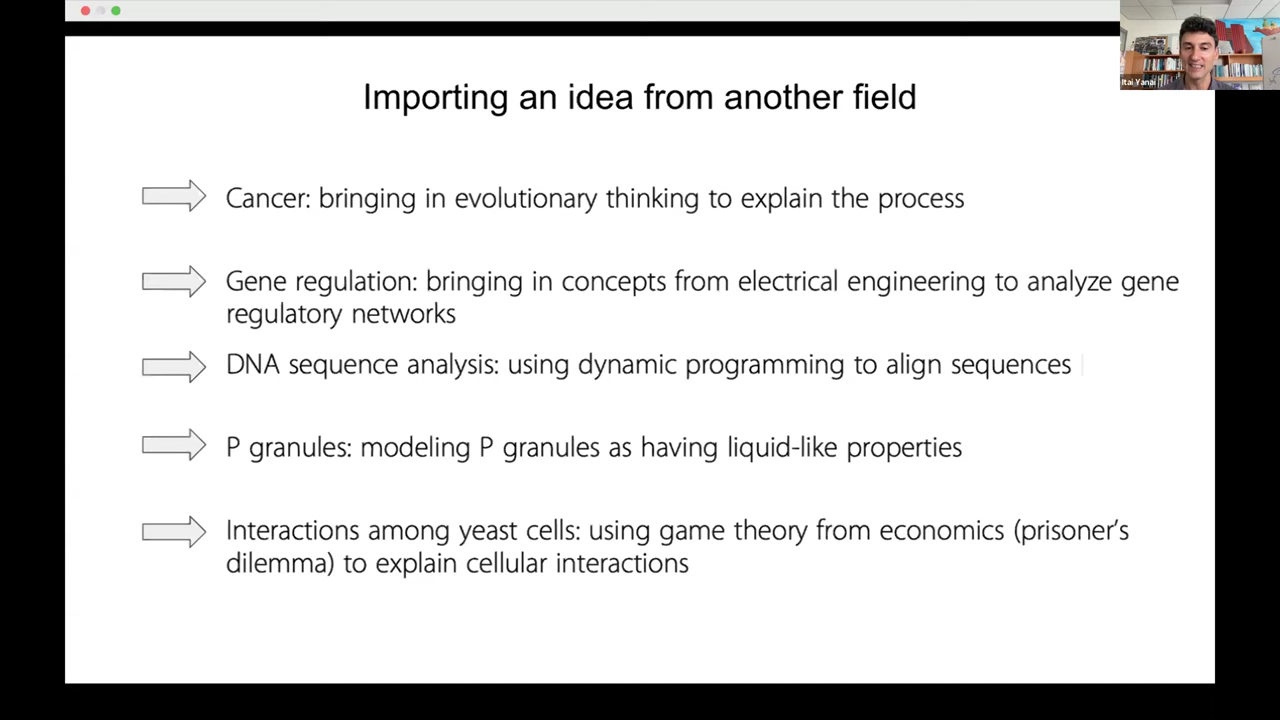 Importing an idea from another field
Itai Yanai
Cancer: bringing in evolutionary thinking to explain the process
Gene regulation: bringing in concepts from electrical engineering to analyze gene
regulatory networks
DNA sequence analysis: using dynamic programming to align sequences
P granules: modeling P granules as having liquid-like properties
Interactions among yeast cells: using game theory from economics (prisoner's
dilemma) to explain cellular interactions